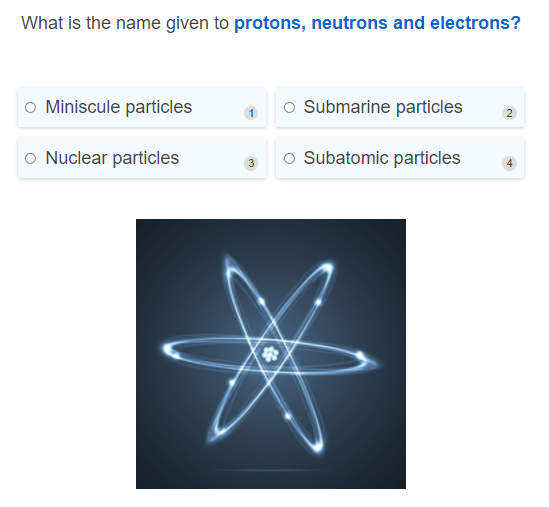 What is the name given to protons, neutrons and electrons?
Miniscule particles 1
Submarine particles 2
Nuclear particles 3
Subatomic particles 4